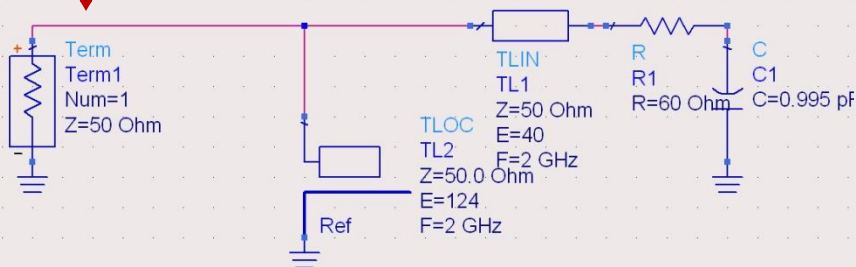 +
Term
Term1
Num=1
Z=50 Ohm
−
TLOC
TL2
Z=50.0 Ohm
E=124
F=2 GHz
Ref
TLIN
TL1
Z=50 Ohm
E=40
F=2 GHz
R
R1
R=60 Ohm
C
C1
C=0.995 pF